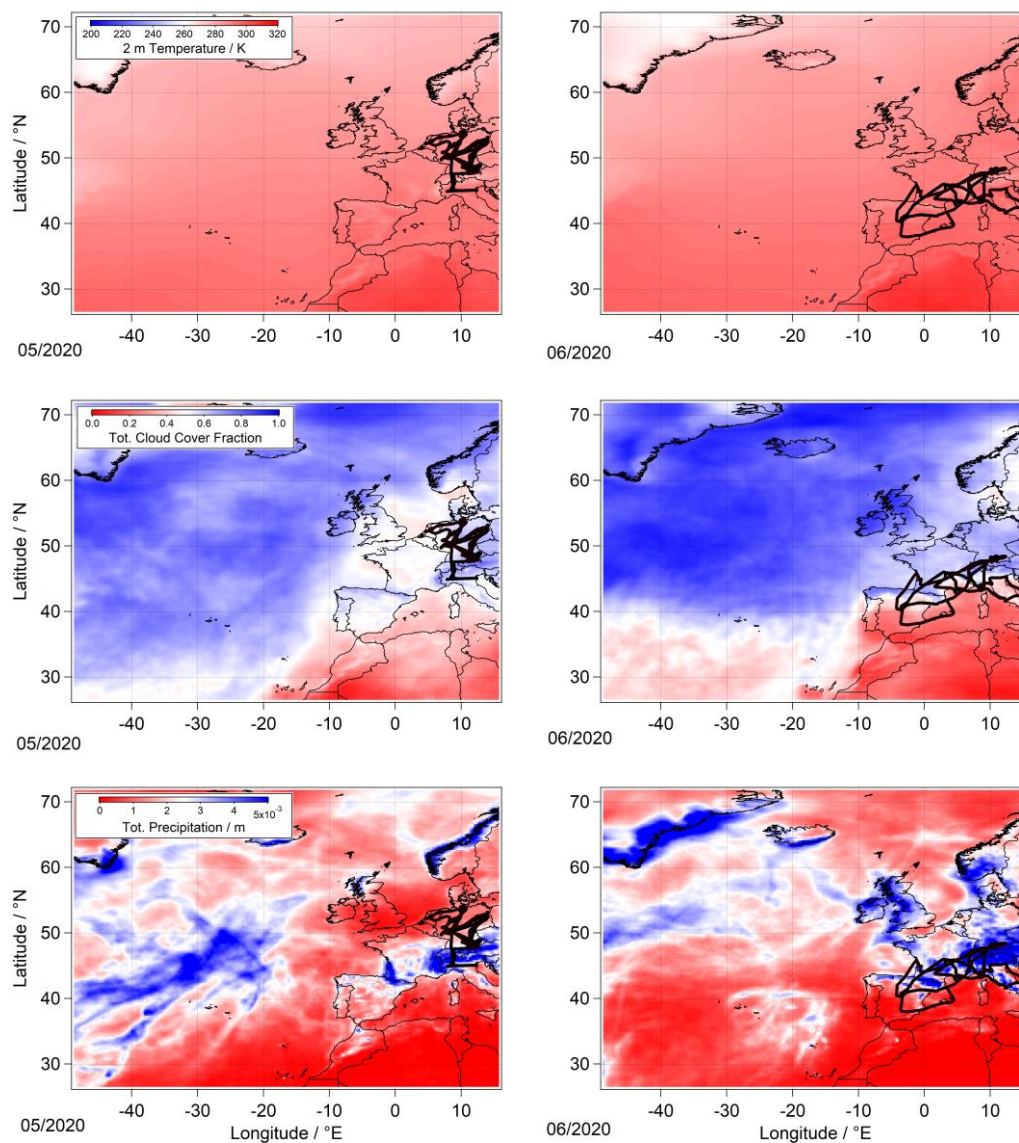 200 220 240 260 280 300 320
2 m Temperature / K
70
60
50
40
30
Latitude / °N
-40 -30 -20 -10 0 10
05/2020
70
60
50
40
30
-40 -30 -20 -10 0 10
06/2020
0.0 0.2 0.4 0.6 0.8 1.0
Tot. Cloud Cover Fraction
70
60
50
40
30
Latitude / °N
-40 -30 -20 -10 0 10
05/2020
70
60
50
40
30
-40 -30 -20 -10 0 10
06/2020
0 1 2 3 4 5x10⁻³
Tot. Precipitation / m
70
60
50
40
30
Latitude / °N
-40 -30 -20 -10 0 10
05/2020
Longitude / °E
70
60
50
40
30
-40 -30 -20 -10 0 10
06/2020
Longitude / °E